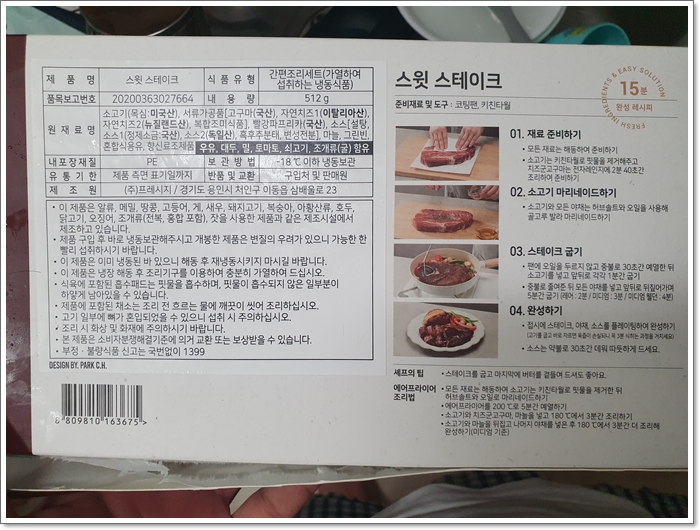 제 품 명 스윗 스테이크 식 품 유 형 간편조리세트(가열하여 섭취하는 냉동식품)
품목보고번호 20200363027664 내 용 량 512 g
원 재 료 명 소고기(목심:미국산), 서류가공품[고구마(국산), 자연치즈1(이탈리아산),
자연치즈2(뉴질랜드산), 복합조미식품], 빨강파프리카(국산), 소스[설탕,
소스1(정제소금:국산), 소스2(독일산), 흑후추분태, 변성전분], 마늘, 그린빈,
혼합식용유, 향신료조제품 우유, 대두, 밀, 토마토, 쇠고기, 조개류(굴) 함유
내포장재질 PE 보 관 방 법 -18 ℃ 이하 냉동보관
제품 측면 표기일까지 반품 및 교환 구입처 및 판매원
제 조 원 (주)프레시지 / 경기도 용인시 처인구 이동읍 삼배울로 23
• 이 제품은 알류, 메밀, 땅콩, 고등어, 게, 새우, 돼지고기, 복숭아, 아황산류, 호두,
닭고기, 오징어, 조개류(전복, 홍합 포함), 잣을 사용한 제품과 같은 제조시설에서
제조하고 있습니다.
• 제품 구입 후 바로 냉동보관해주시고 개봉한 제품은 변질의 우려가 있으니 가능한 한
빨리 섭취하시기 바랍니다.
• 이 제품은 이미 냉동된 바 있으니 해동 후 재냉동시키지 마시길 바랍니다.
• 이 제품은 냉장 해동 후 조리기구를 이용하여 충분히 가열하여 드십시오.
• 식육에 포함된 흡수패드는 핏물을 흡수하며, 핏물이 흡수되지 않은 일부분이
하얗게 남아있을 수 있습니다.
• 제품에 포함된 채소는 조리 전 흐르는 물에 깨끗이 씻어 조리하십시오.
• 고기 일부에 뼈가 혼입되었을 수 있으니 섭취 시 주의하십시오.
• 조리 시 화상 및 화재에 주의하시기 바랍니다.
• 본 제품은 소비자분쟁해결기준에 의거 교환 또는 보상받을 수 있습니다.
• 부정 · 불량식품 신고는 국번없이 1399
DESIGN BY. PARK C.H.
8 809810 163675 >
스윗 스테이크
준비재료 및 도구 : 코팅팬, 키친타월
FRESH INGREDIENTS & EASY SOLUTION
15분
완성 레시피
01. 재료 준비하기
• 모든 재료는 해동하여 준비하기
• 소고기는 키친타월로 핏물을 제거해주고
치즈군고구마는 전자레인지에 2분 40초간
조리하여 준비하기
02. 소고기 마리네이드하기
• 소고기와 모든 야채는 허브솔트와 오일을 사용해
골고루 발라 마리네이드하기
03. 스테이크 굽기
• 팬에 오일을 두르지 않고 중불로 30초간 예열한 뒤
소고기를 넣고 앞뒤로 각각 1분간 굽기
• 중불로 줄여준 뒤 모든 야채를 넣고 앞뒤로 뒤집어가며
5분간 굽기 (레어: 2분 / 미디엄: 3분 / 미디엄 웰던: 4분)
04. 완성하기
• 접시에 스테이크, 야채, 소스를 플레이팅하여 완성하기
(고기를 굽고 바로 자르면 육즙이 손실되니 꼭 3분 식히는 과정을 거치세요)
• 소스는 약불로 30초간 데워 따뜻하게 드세요.
셰프의 팁 • 스테이크를 굽고 마지막에 버터를 곁들여 드셔도 좋아요.
에어프라이어 조리법 • 모든 재료는 해동하여 소고기는 키친타월로 핏물을 제거한 뒤
허브솔트와 오일로 마리네이드하기
• 에어프라이어를 200 ℃로 5분간 예열하기
• 소고기와 치즈군고구마, 마늘을 넣고 180 ℃에서 3분간 조리하기
• 소고기와 마늘을 뒤집고 나머지 야채를 넣은 후 180 ℃에서 3분간 더 조리해
완성하기(미디엄 기준)